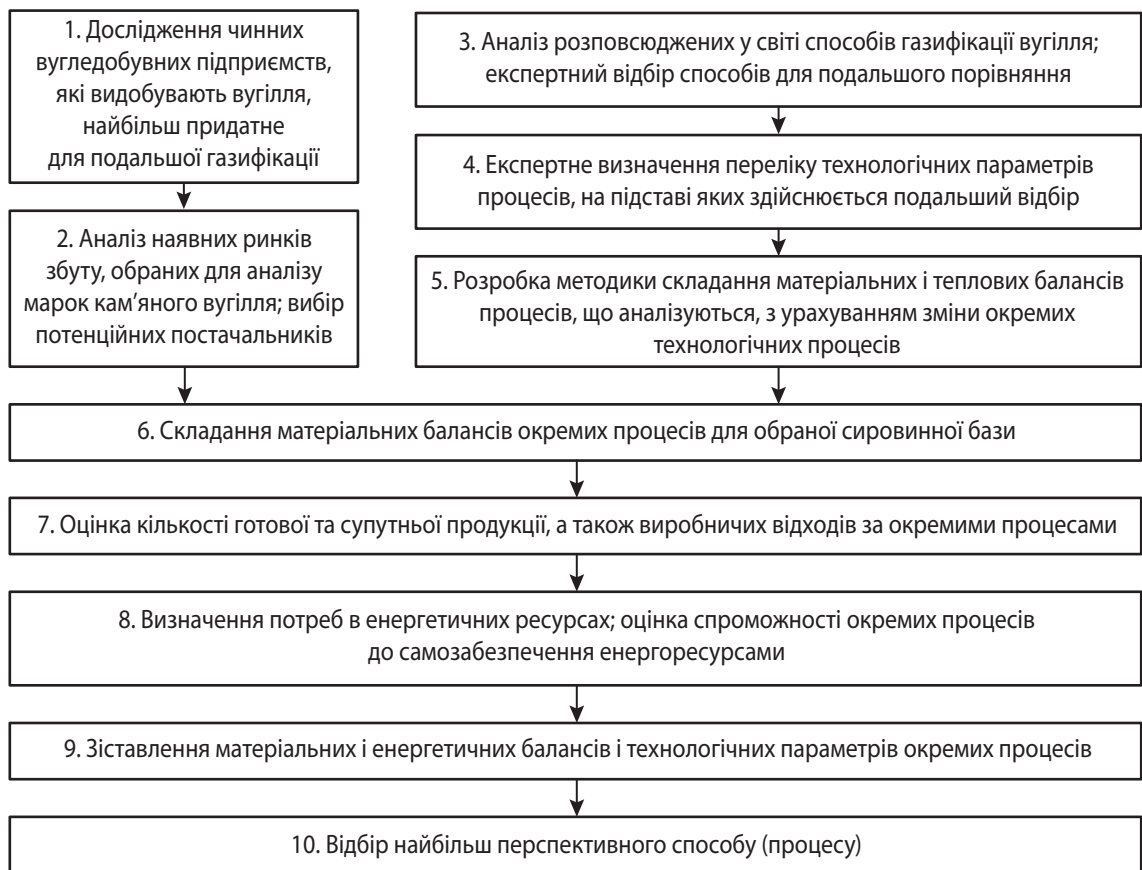 1. Дослідження чинних
вугледобувних підприємств,
які видобувають вугілля,
найбільш придатне
для подальшої газифікації
2. Аналіз наявних ринків
збуту, обраних для аналізу
марок кам’яного вугілля; вибір
потенційних постачальників
3. Аналіз розповсюджених у світі способів газифікації вугілля;
експертний відбір способів для подальшого порівняння
4. Експертне визначення переліку технологічних параметрів
процесів, на підставі яких здійснюється подальший відбір
5. Розробка методики складання матеріальних і теплових балансів
процесів, що аналізуються, з урахуванням зміни окремих
технологічних процесів
6. Складання матеріальних балансів окремих процесів для обраної сировинної бази
7. Оцінка кількості готової та супутньої продукції, а також виробничих відходів за окремими процесами
8. Визначення потреб в енергетичних ресурсах; оцінка спроможності окремих процесів
до самозабезпечення енергоресурсами
9. Зіставлення матеріальних і енергетичних балансів і технологічних параметрів окремих процесів
10. Відбір найбільш перспективного способу (процесу)